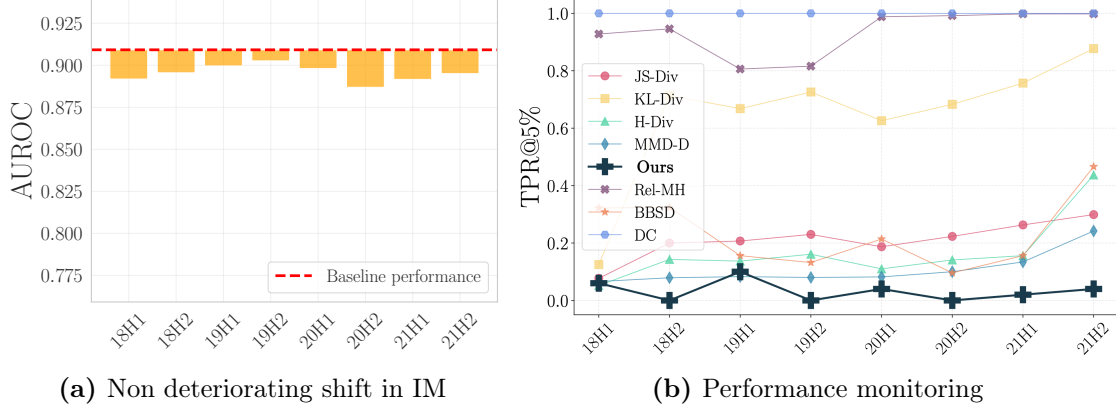 AUROC
0.925
0.900
0.875
0.850
0.825
0.800
0.775
Baseline performance
18H1
18H2
19H1
19H2
20H1
20H2
21H1
21H2
(a) Non deteriorating shift in IM
TPR@5%
1.0
0.8
0.6
0.4
0.2
0.0
JS-Div
KL-Div
H-Div
MMD-D
Ours
Rel-MH
BBSD
DC
18H1
18H2
19H1
19H2
20H1
20H2
21H1
21H2
(b) Performance monitoring